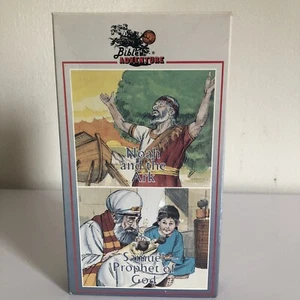 Bible
ADVENTURE
Noah
and the
Ark
Samuel
Prophet of
God